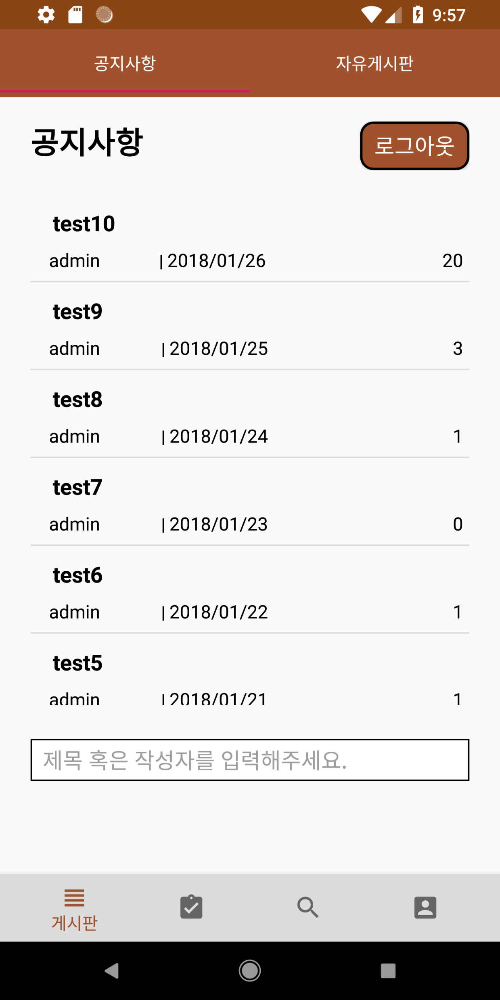 9:57
공지사항 자유게시판
공지사항 로그아웃
test10
admin | 2018/01/26 20
test9
admin | 2018/01/25 3
test8
admin | 2018/01/24 1
test7
admin | 2018/01/23 0
test6
admin | 2018/01/22 1
test5
admin | 2018/01/21 1
제목 혹은 작성자를 입력해주세요.
게시판